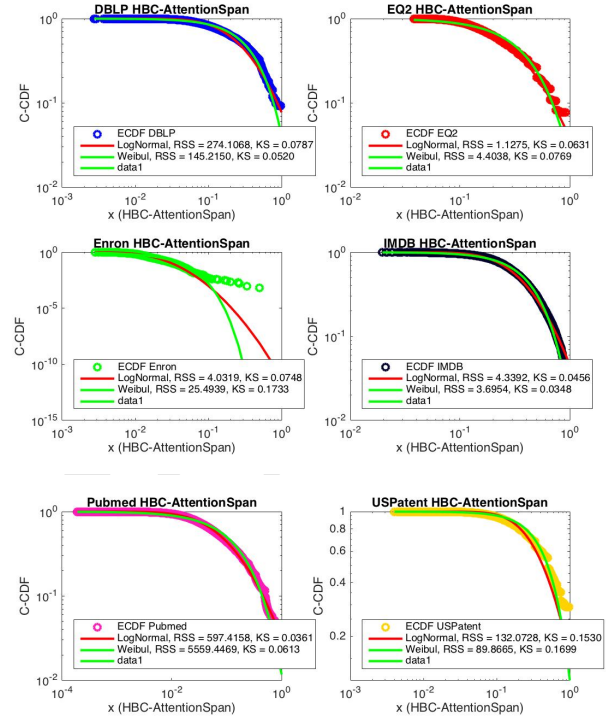 DBLP HBC-AttentionSpan
10^0
10^-1
10^-2
C-CDF
ECDF DBLP
LogNormal, RSS = 274.1068, KS = 0.0787
Weibul, RSS = 145.2150, KS = 0.0520
data1
10^-3 10^-2 10^-1 10^0
x (HBC-AttentionSpan)
EQ2 HBC-AttentionSpan
10^0
10^-1
10^-2
C-CDF
ECDF EQ2
LogNormal, RSS = 1.1275, KS = 0.0631
Weibul, RSS = 4.4038, KS = 0.0769
data1
10^-2 10^-1 10^0
x (HBC-AttentionSpan)
Enron HBC-AttentionSpan
10^0
10^-5
10^-10
10^-15
C-CDF
ECDF Enron
LogNormal, RSS = 4.0319, KS = 0.0748
Weibul, RSS = 25.4939, KS = 0.1733
data1
10^-3 10^-2 10^-1 10^0
x (HBC-AttentionSpan)
IMDB HBC-AttentionSpan
10^0
10^-1
10^-2
C-CDF
ECDF IMDB
LogNormal, RSS = 4.3392, KS = 0.0456
Weibul, RSS = 3.6954, KS = 0.0348
data1
10^-2 10^-1 10^0
x (HBC-AttentionSpan)
Pubmed HBC-AttentionSpan
10^0
10^-1
10^-2
C-CDF
ECDF Pubmed
LogNormal, RSS = 597.4158, KS = 0.0361
Weibul, RSS = 5559.4469, KS = 0.0613
data1
10^-4 10^-2 10^0
x (HBC-AttentionSpan)
USPatent HBC-AttentionSpan
1
0.8
0.6
0.4
0.2
C-CDF
ECDF USPatent
LogNormal, RSS = 132.0728, KS = 0.1530
Weibul, RSS = 89.8665, KS = 0.1699
data1
10^-3 10^-2 10^-1 10^0
x (HBC-AttentionSpan)